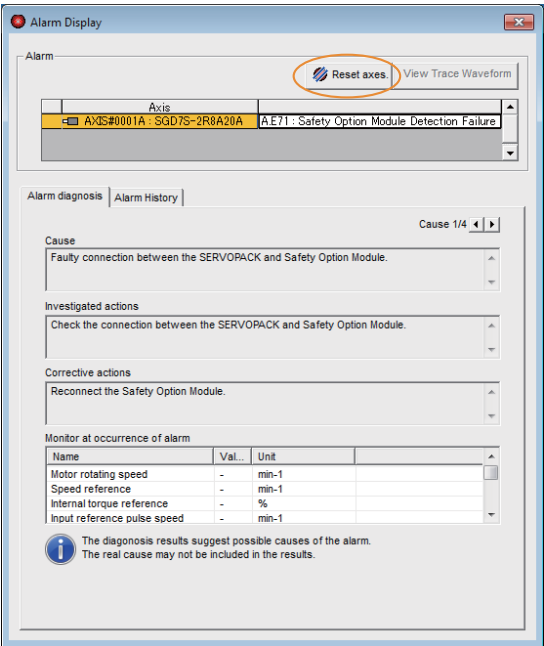 Alarm Display
Alarm
Reset axes.
View Trace Waveform
Axis
AXIS#0001A : SGD7S-2R8A20A
A.E71 : Safety Option Module Detection Failure
Alarm diagnosis
Alarm History
Cause 1/4
Cause
Faulty connection between the SERVOPACK and Safety Option Module.
Investigated actions
Check the connection between the SERVOPACK and Safety Option Module.
Corrective actions
Reconnect the Safety Option Module.
Monitor at occurrence of alarm
Name Val... Unit
Motor rotating speed - min-1
Speed reference - min-1
Internal torque reference - %
Input reference pulse speed - min-1
The diagonosis results suggest possible causes of the alarm.
The real cause may not be included in the results.